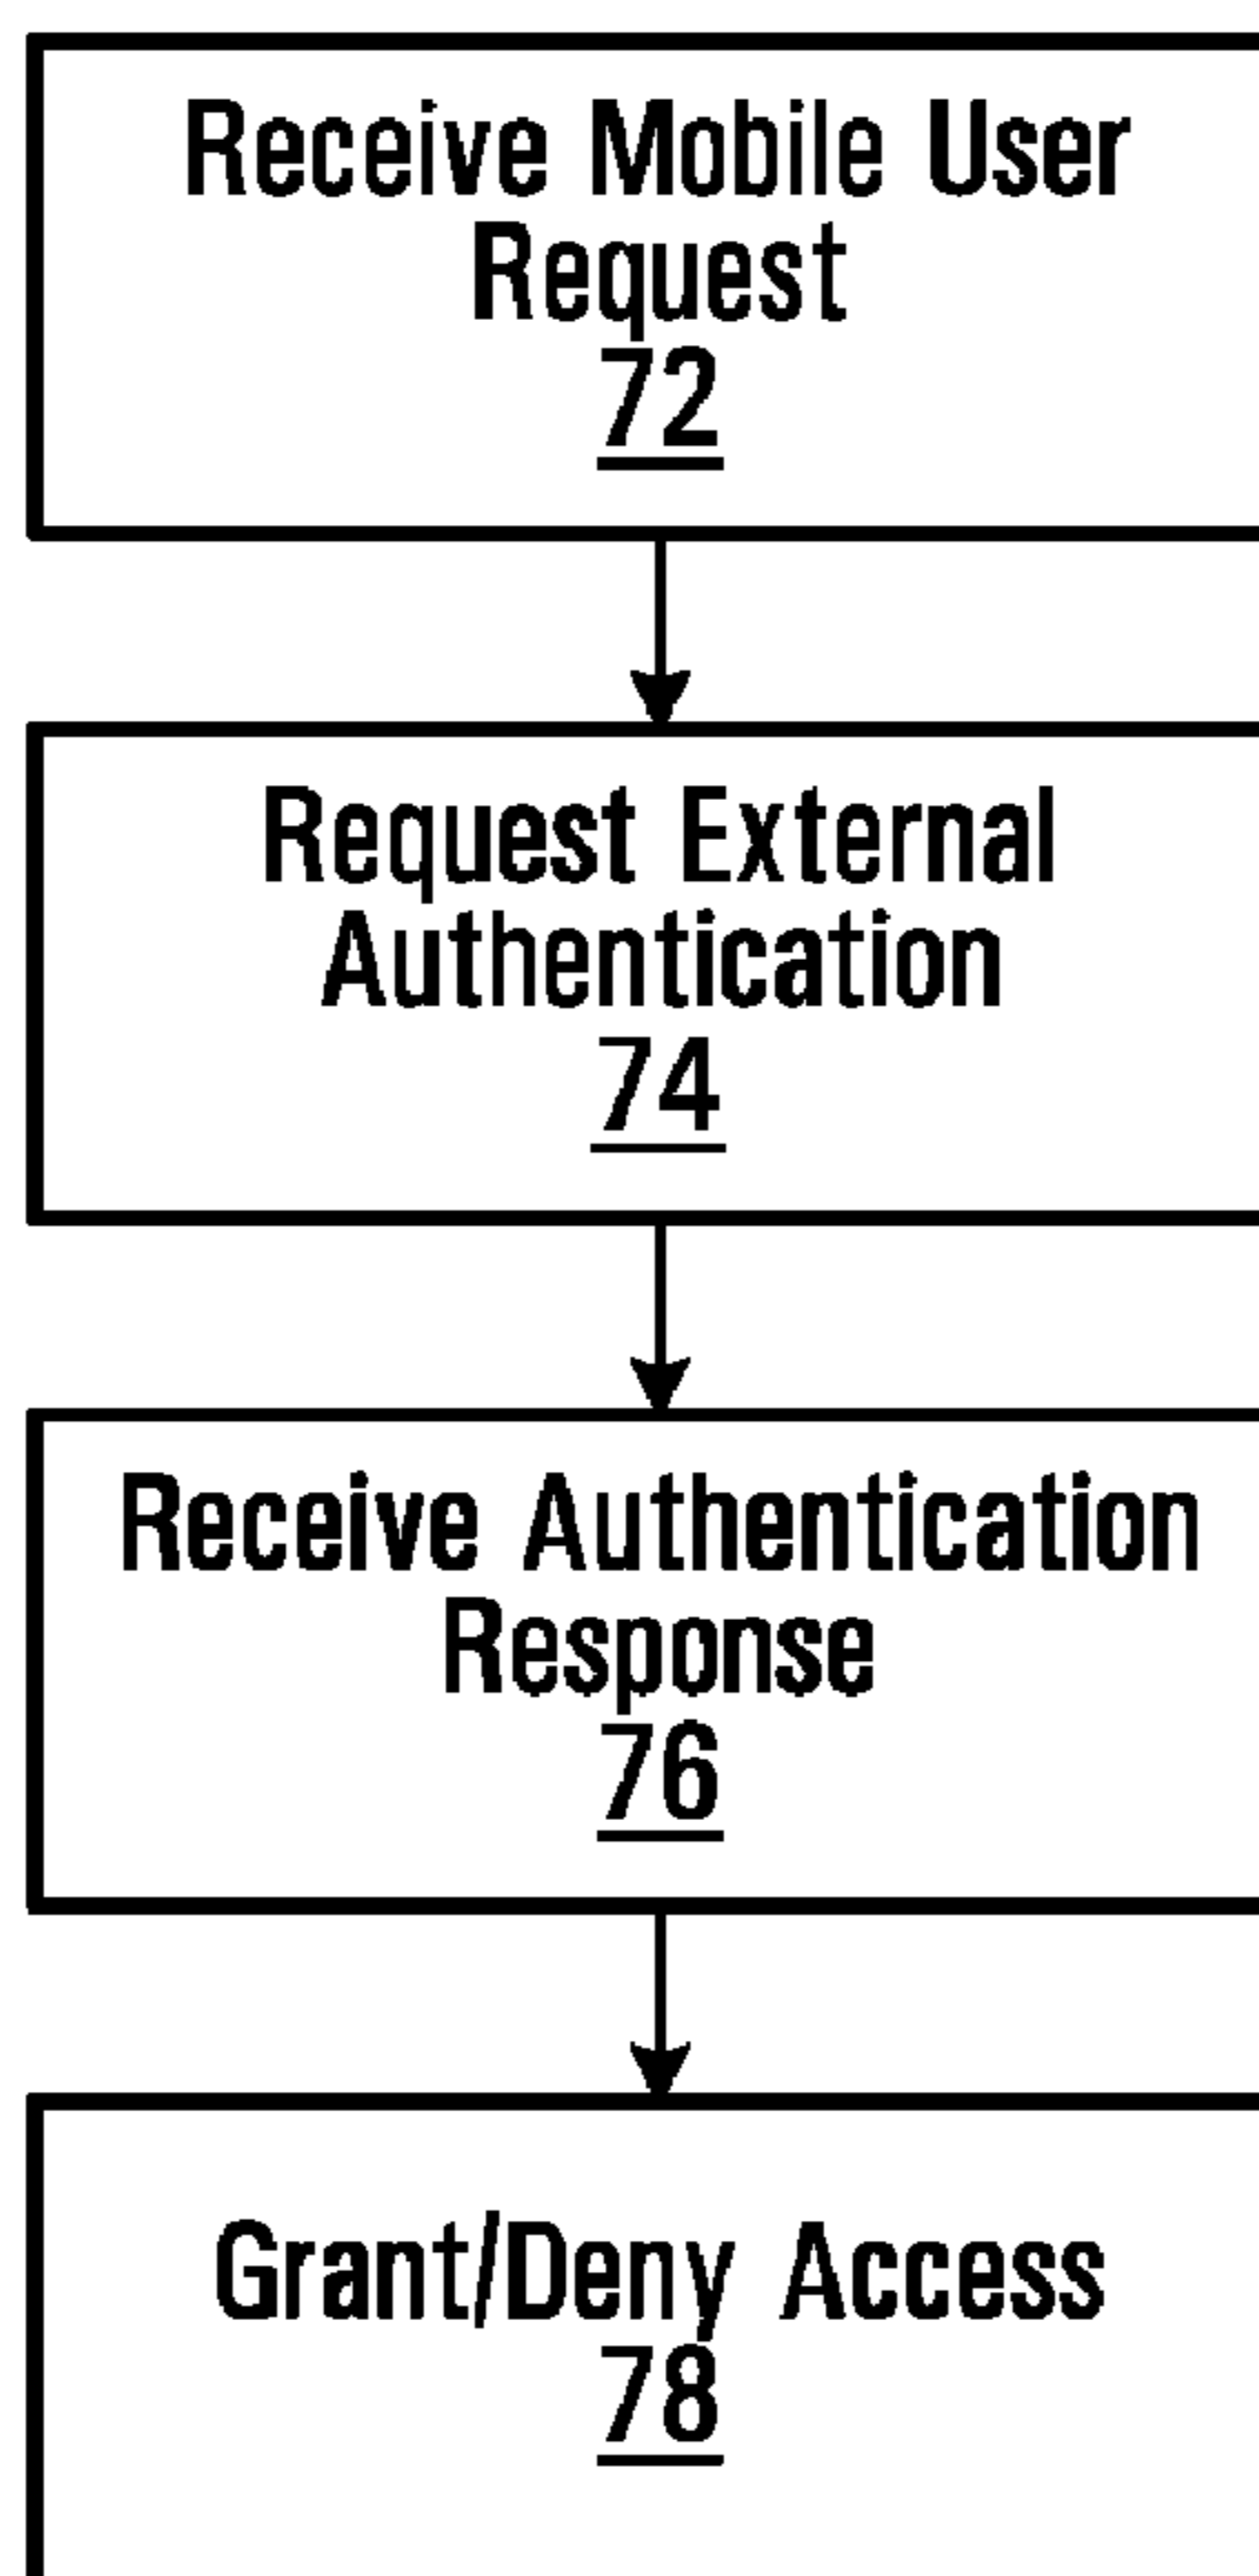 Receive Mobile User
Request
72
Request External
Authentication
74
Receive Authentication
Response
76
Grant/Deny Access
78